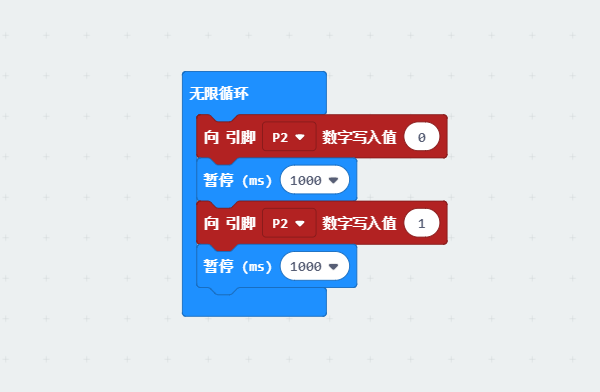 无限循环
向 引脚 P2 数字写入值 0
暂停 (ms) 1000
向 引脚 P2 数字写入值 1
暂停 (ms) 1000